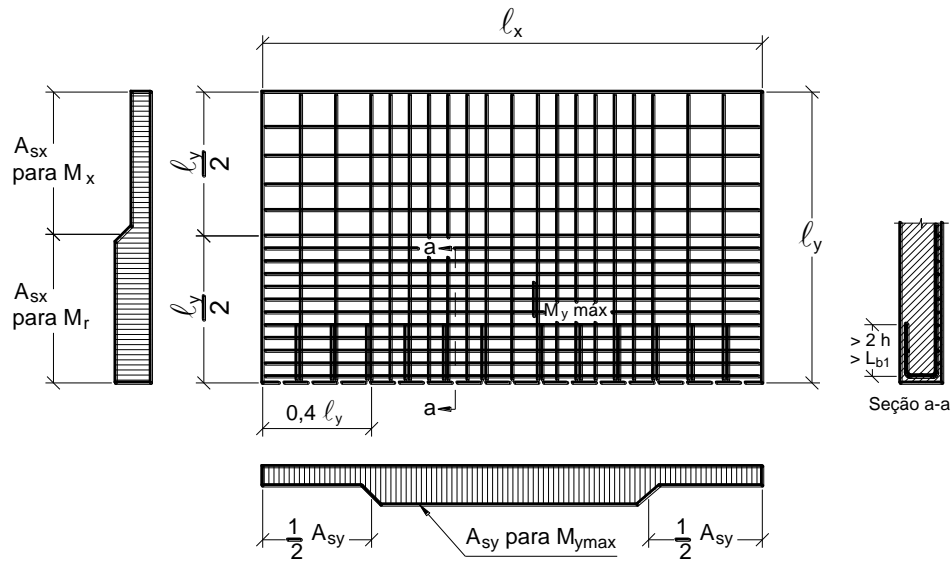 ℓx
Asx
para Mx
ℓy
2
a
ℓy
Asx
para Mr
ℓy
2
My máx
> 2 h
> Lb1
Seção a-a
0,4 ℓy
a
1
2 Asy
Asy para Mymax
1
2 Asy